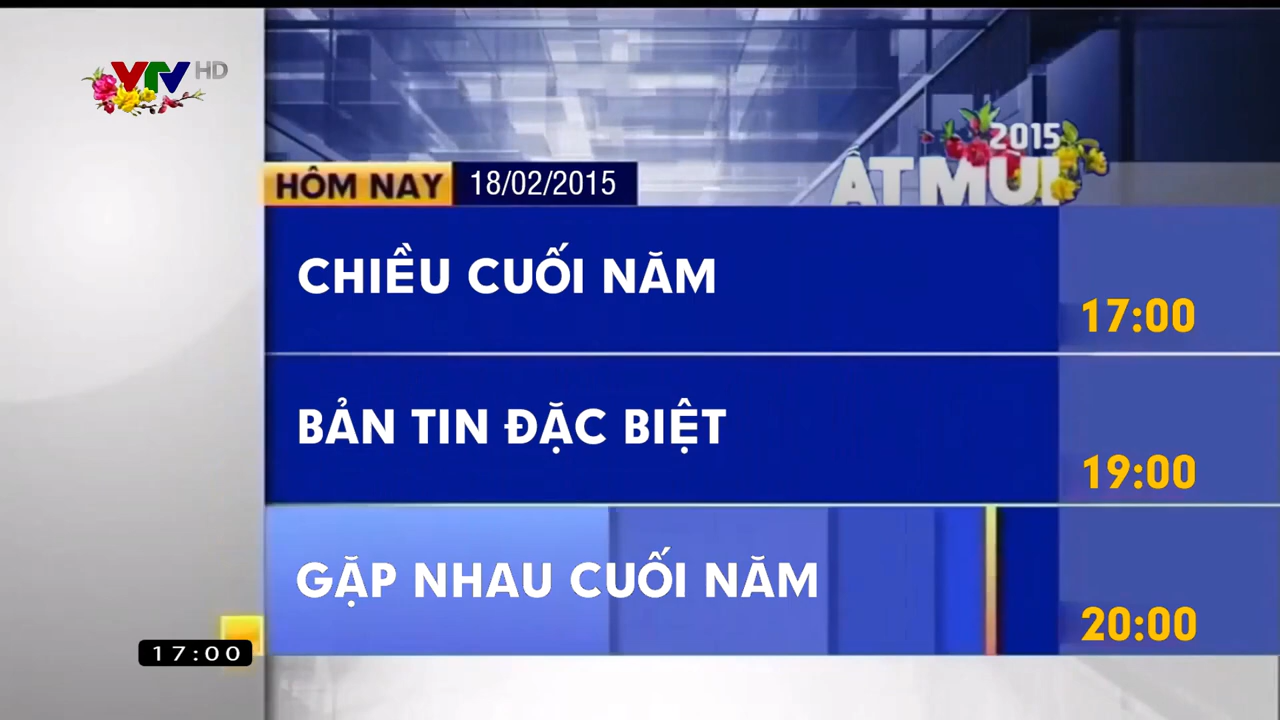 VTV HD
2015
ẤT MÙI
HÔM NAY 18/02/2015
CHIỀU CUỐI NĂM
17:00
BẢN TIN ĐẶC BIỆT
19:00
GẶP NHAU CUỐI NĂM
20:00
17:00